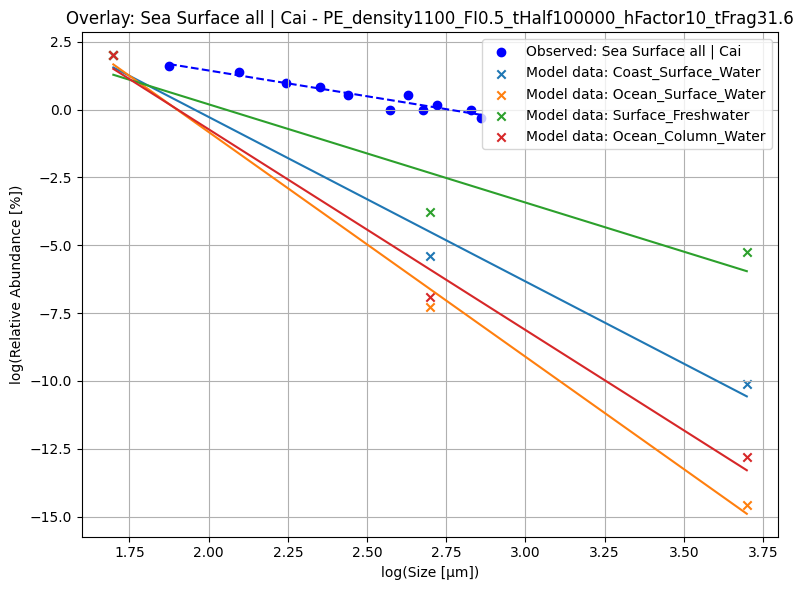 Overlay: Sea Surface all | Cai - PE_density1100_FI0.5_tHalf100000_hFactor10_tFrag31.6
Observed: Sea Surface all | Cai
Model data: Coast_Surface_Water
Model data: Ocean_Surface_Water
Model data: Surface_Freshwater
Model data: Ocean_Column_Water
log(Relative Abundance [%])
2.5
0.0
−2.5
−5.0
−7.5
−10.0
−12.5
−15.0
1.75 2.00 2.25 2.50 2.75 3.00 3.25 3.50 3.75
log(Size [μm])